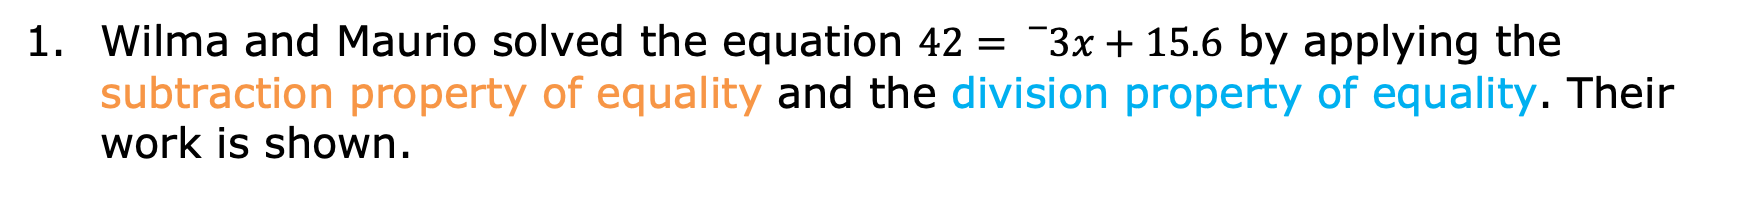 1. Wilma and Maurio solved the equation 42 = ⁻3x + 15.6 by applying the
subtraction property of equality and the division property of equality. Their
work is shown.